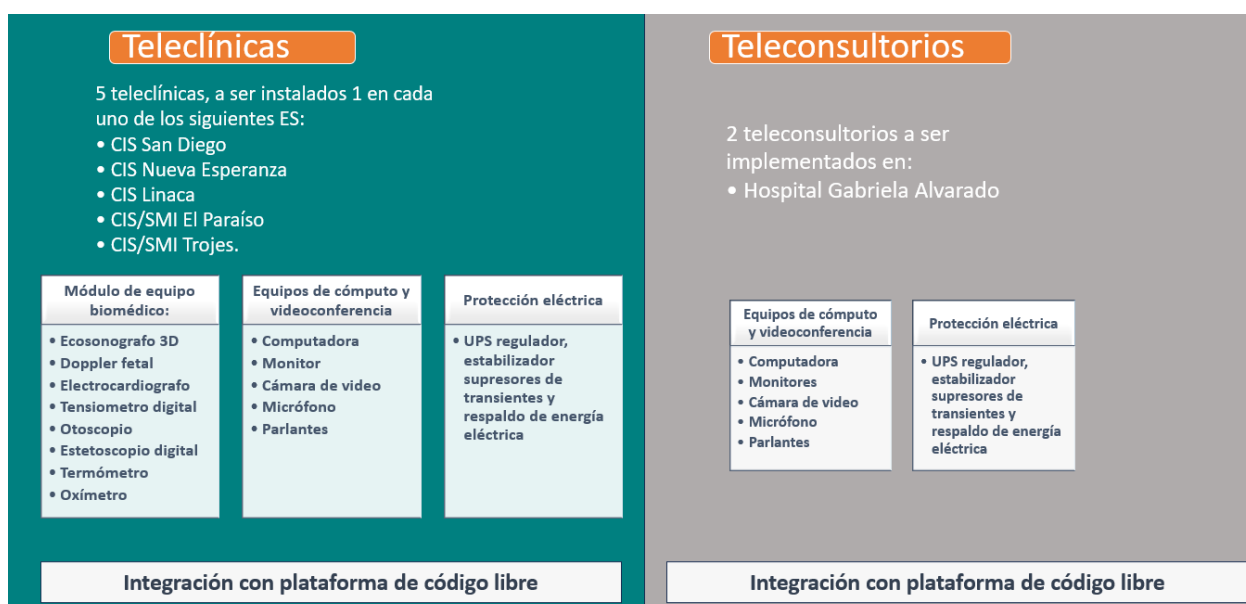 Teleclínicas
5 teleclínicas, a ser instalados 1 en cada
uno de los siguientes ES:
• CIS San Diego
• CIS Nueva Esperanza
• CIS Linaca
• CIS/SMI El Paraíso
• CIS/SMI Trojes.
Módulo de equipo
biomédico:
• Ecosonografo 3D
• Doppler fetal
• Electrocardiografo
• Tensiometro digital
• Otoscopio
• Estetoscopio digital
• Termómetro
• Oxímetro
Equipos de cómputo y
videoconferencia
• Computadora
• Monitor
• Cámara de video
• Micrófono
• Parlantes
Protección eléctrica
• UPS regulador,
estabilizador
supresores de
transientes y
respaldo de energía
eléctrica
Integración con plataforma de código libre
Teleconsultorios
2 teleconsultorios a ser
implementados en:
• Hospital Gabriela Alvarado
Equipos de cómputo
y videoconferencia
• Computadora
• Monitores
• Cámara de video
• Micrófono
• Parlantes
Protección eléctrica
• UPS regulador,
estabilizador
supresores de
transientes y
respaldo de energía
eléctrica
Integración con plataforma de código libre